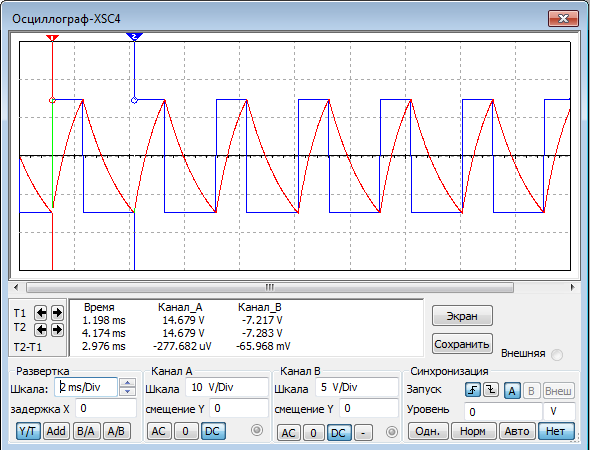 Осциллограф-XSC4
1 2
T1 Время Канал_A Канал_B
1.198 ms 14.679 V -7.217 V
T2 4.174 ms 14.679 V -7.283 V
T2-T1 2.976 ms -277.682 uV -65.968 mV
Экран
Сохранить
Внешняя
Развертка Канал A Канал B Синхронизация
Шкала: 2 ms/Div Шкала 10 V/Div Шкала 5 V/Div Запуск A B Внеш
задержка X 0 смещение Y 0 смещение Y 0 Уровень 0 V
Y/T Add B/A A/B AC 0 DC AC 0 DC - Одн. Норм Авто Нет